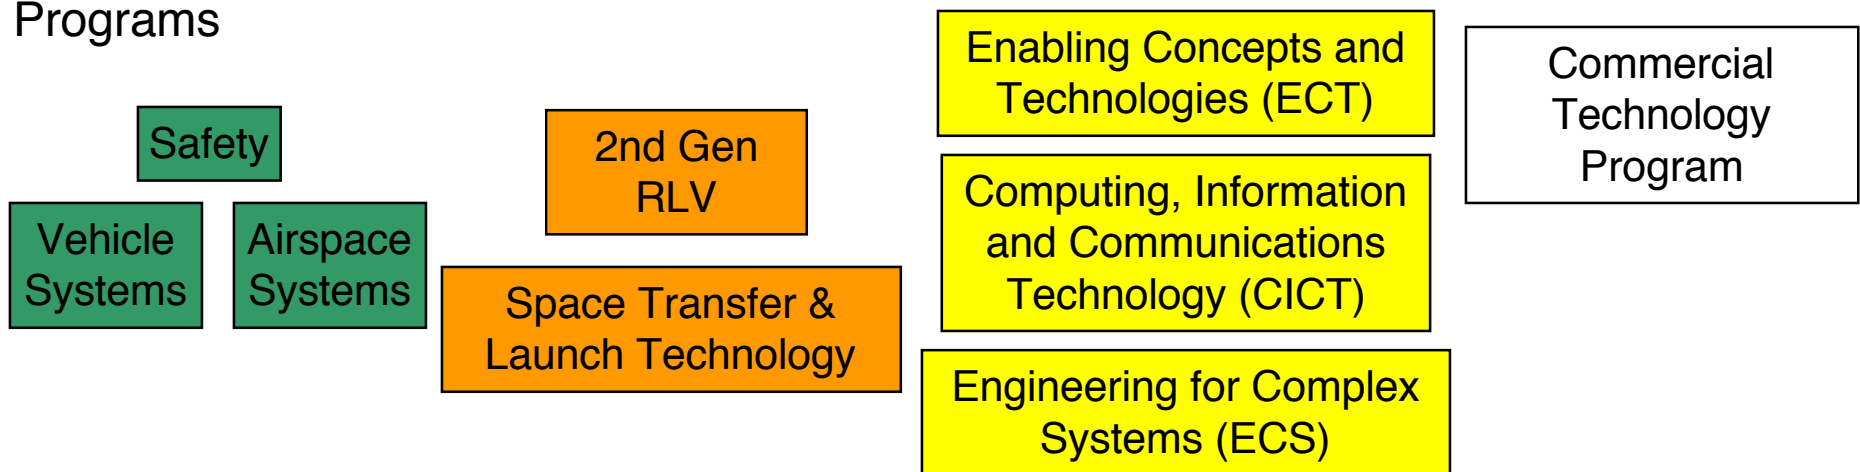 Programs
Safety
Vehicle
Systems
Airspace
Systems
2nd Gen
RLV
Space Transfer &
Launch Technology
Enabling Concepts and
Technologies (ECT)
Computing, Information
and Communications
Technology (CICT)
Engineering for Complex
Systems (ECS)
Commercial
Technology
Program